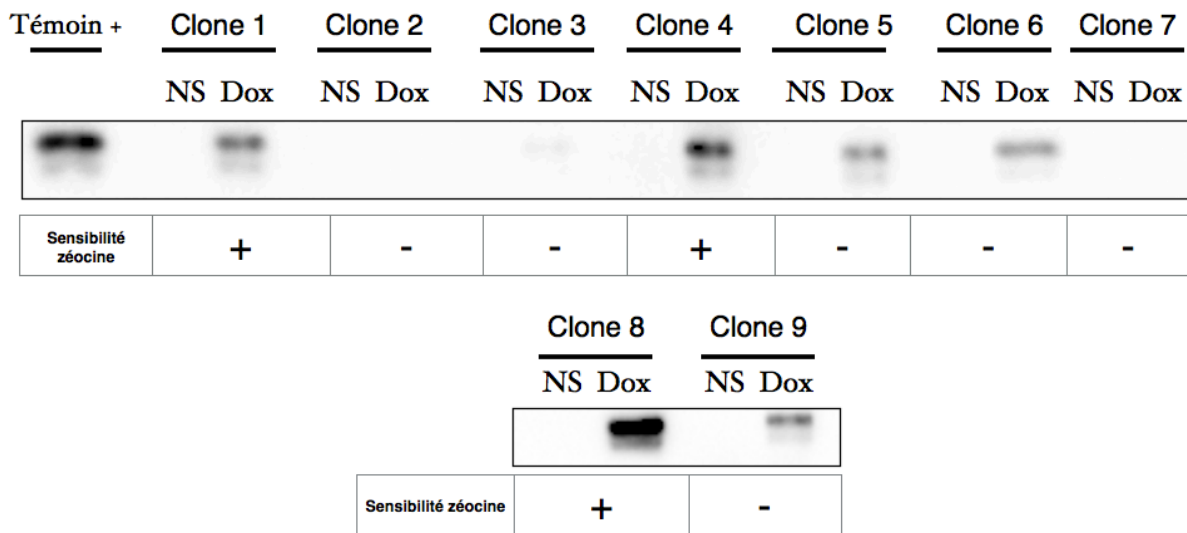 Témoin + Clone 1 Clone 2 Clone 3 Clone 4 Clone 5 Clone 6 Clone 7
NS Dox NS Dox NS Dox NS Dox NS Dox NS Dox NS Dox
Sensibilité
zéocine + - - + - - -
Clone 8 Clone 9
NS Dox NS Dox
Sensibilité zéocine + -